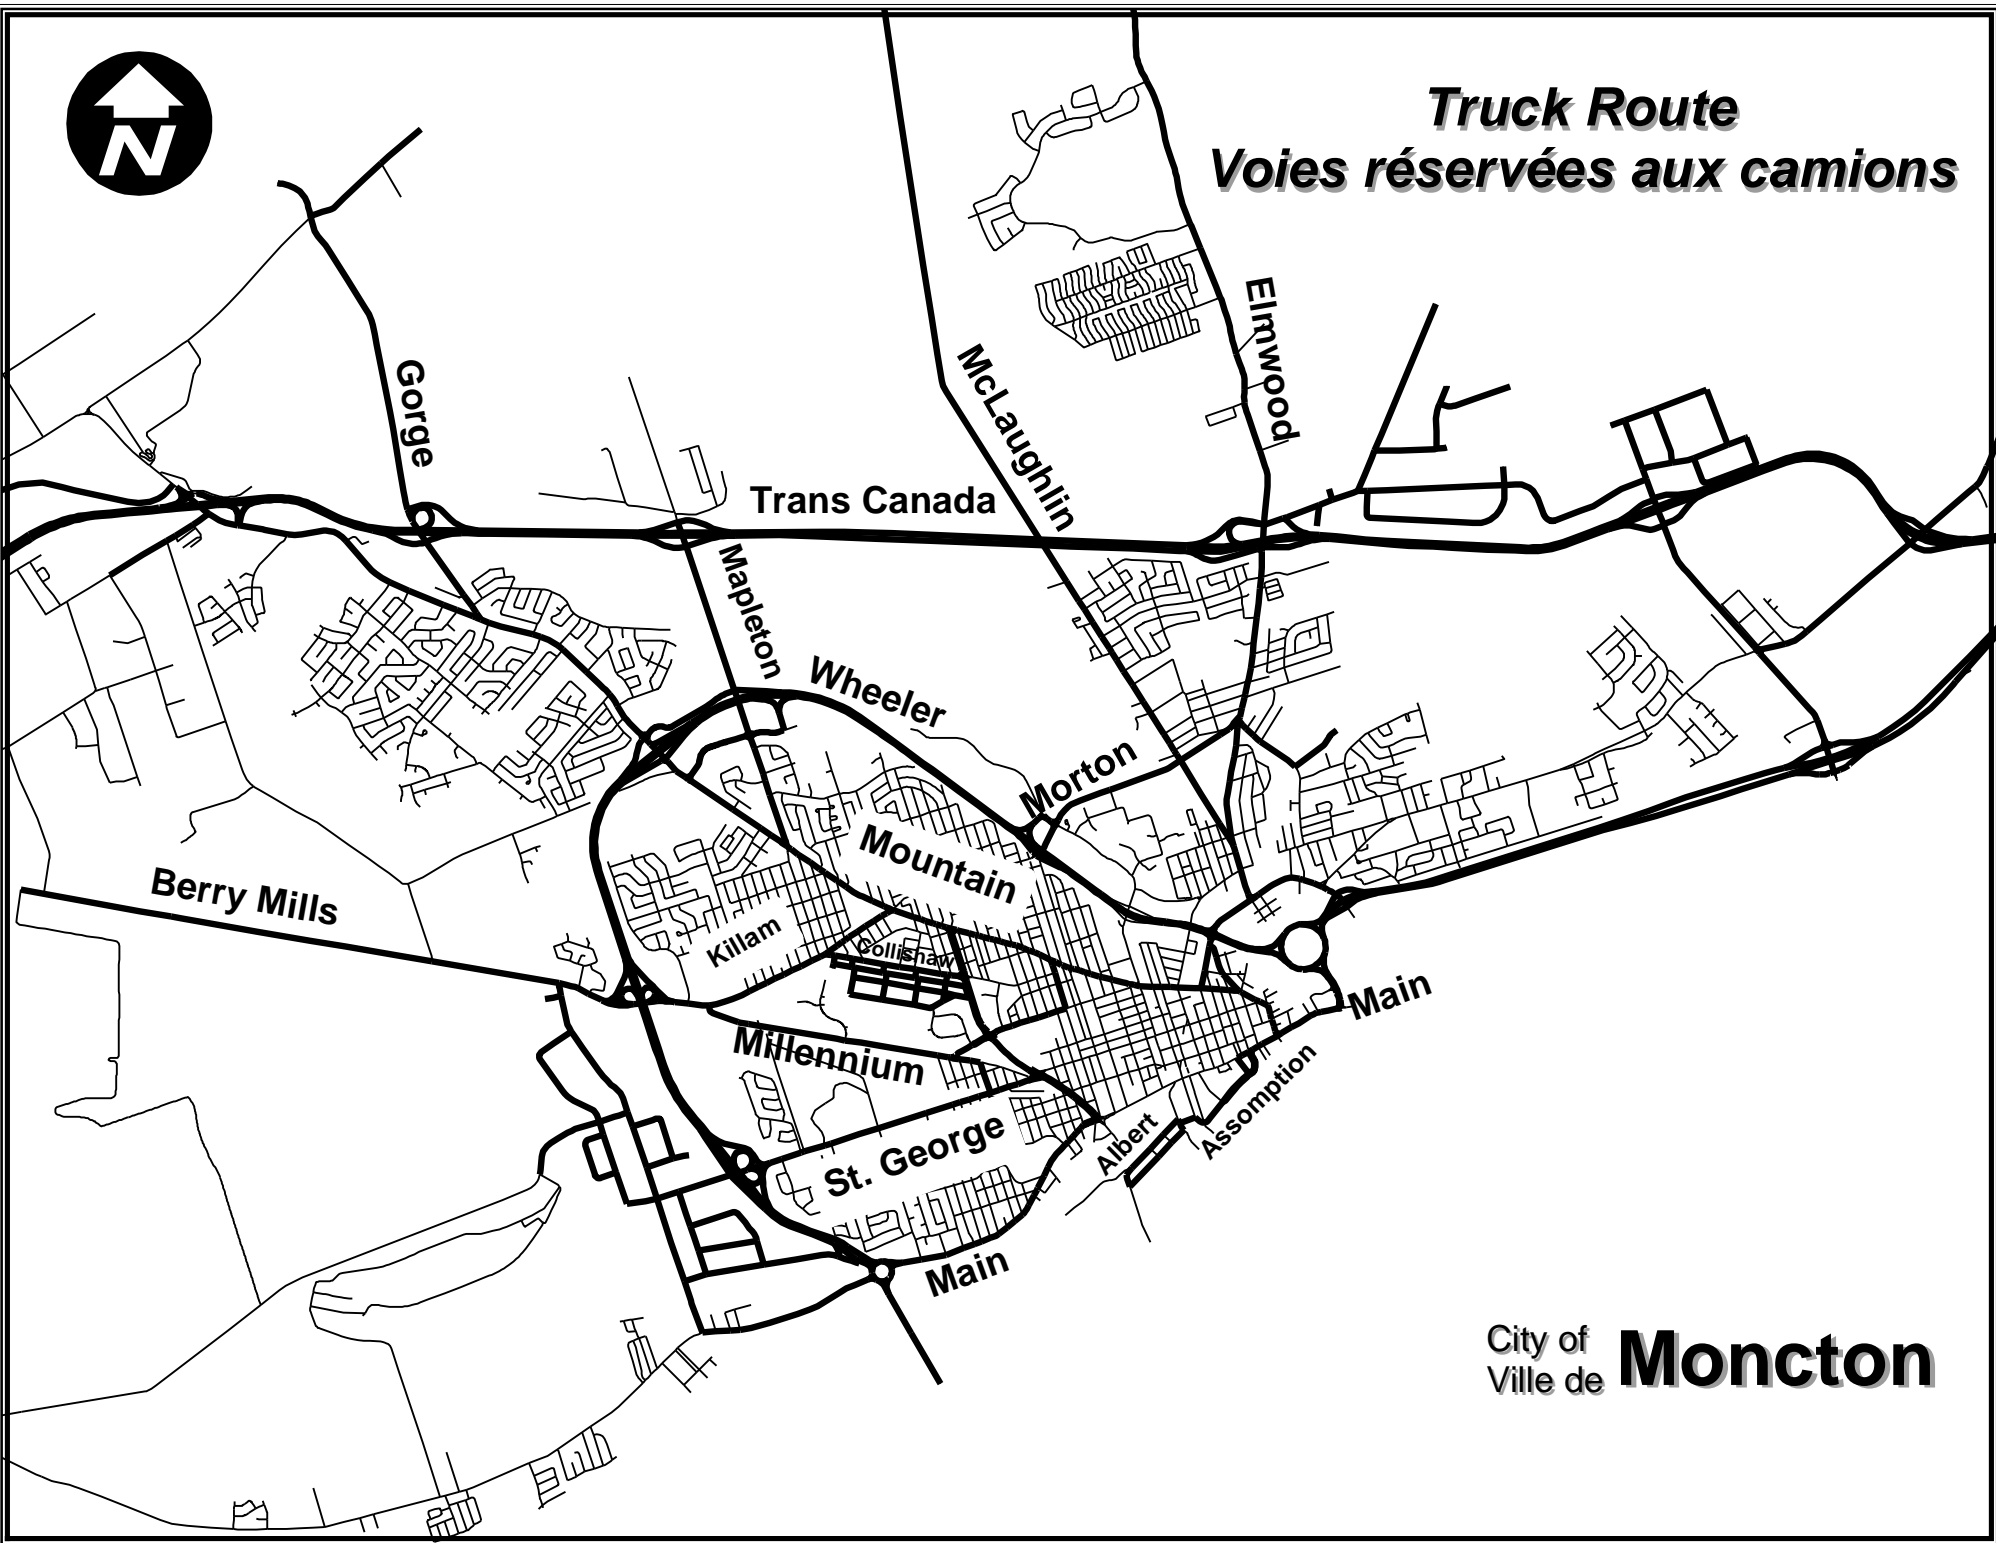 Truck Route
Voies réservées aux camions
N
Elmwood
Gorge
McLaughlin
Trans Canada
Mapleton
Wheeler
Morton
Mountain
Berry Mills
Killam
Collishaw
Main
Millennium
Assomption
Albert
St. George
Main
City of
Ville de
Moncton